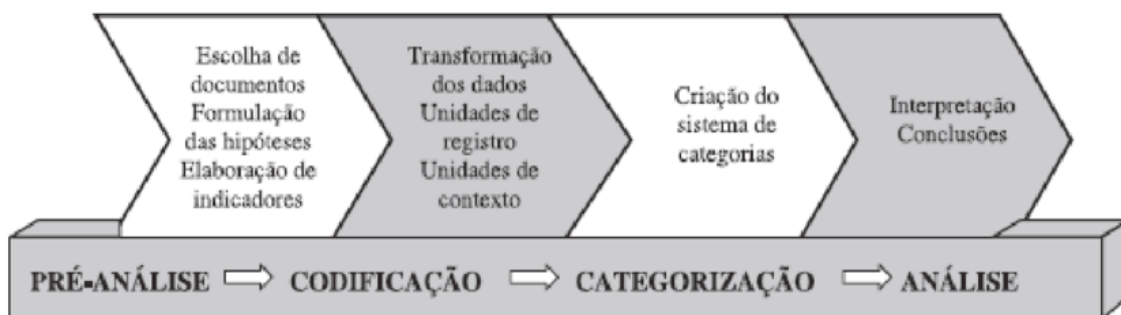 Escolha de
documentos
Formulação
das hipóteses
Elaboração de
indicadores
Transformação
dos dados
Unidades de
registro
Unidades de
contexto
Criação do
sistema de
categorias
Interpretação
Conclusões
PRÉ-ANÁLISE CODIFICAÇÃO CATEGORIZAÇÃO ANÁLISE